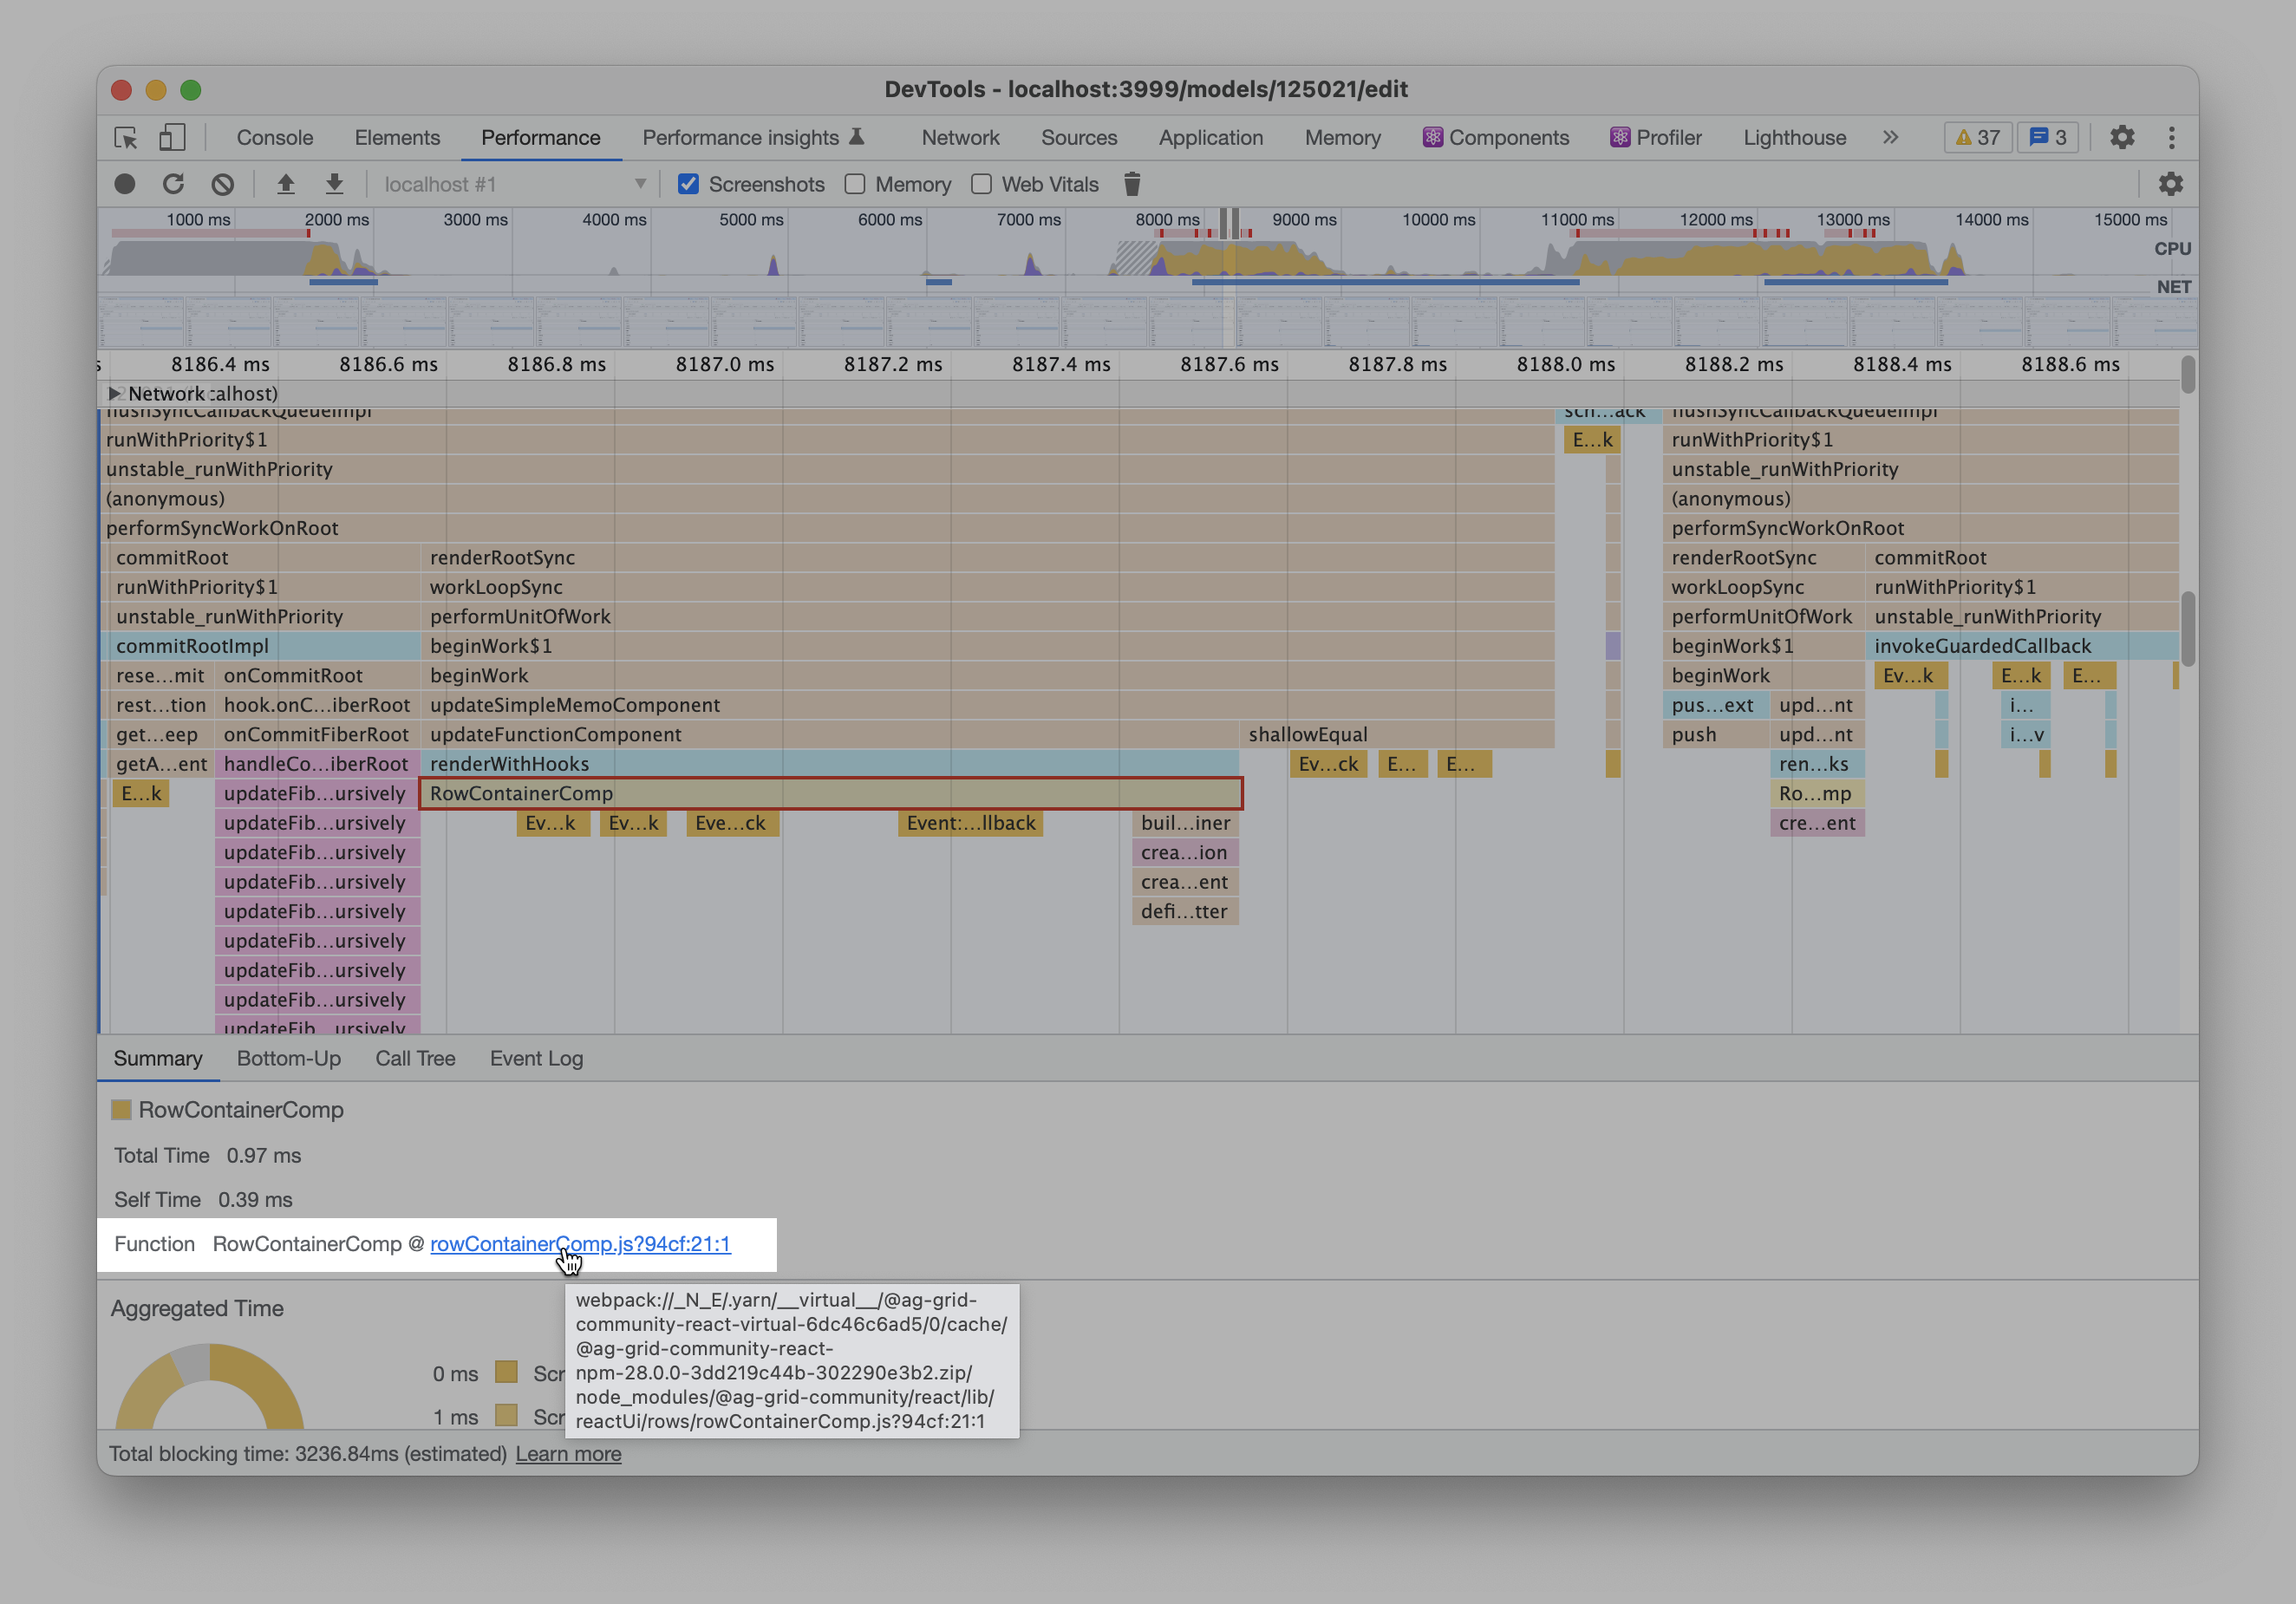 DevTools - localhost:3999/models/125021/edit
Console Elements Performance Performance insights Network Sources Application Memory Components Profiler Lighthouse » 37 3
localhost #1 Screenshots Memory Web Vitals
1000 ms 2000 ms 3000 ms 4000 ms 5000 ms 6000 ms 7000 ms 8000 ms 9000 ms 10000 ms 11000 ms 12000 ms 13000 ms 14000 ms 15000 ms
CPU
NET
s 8186.4 ms 8186.6 ms 8186.8 ms 8187.0 ms 8187.2 ms 8187.4 ms 8187.6 ms 8187.8 ms 8188.0 ms 8188.2 ms 8188.4 ms 8188.6 ms
Network :alhost)
flushSyncCallbackQueueImpl sch...ack flushSyncCallbackQueueImpl
runWithPriority$1 E...k runWithPriority$1
unstable_runWithPriority unstable_runWithPriority
(anonymous) (anonymous)
performSyncWorkOnRoot performSyncWorkOnRoot
commitRoot renderRootSync renderRootSync commitRoot
runWithPriority$1 workLoopSync workLoopSync runWithPriority$1
unstable_runWithPriority performUnitOfWork performUnitOfWork unstable_runWithPriority
commitRootImpl beginWork$1 beginWork$1 invokeGuardedCallback
rese...mit onCommitRoot beginWork beginWork Ev...k E...k E...
rest...tion hook.onC...iberRoot updateSimpleMemoComponent pus...ext upd...nt i...
get...eep onCommitFiberRoot updateFunctionComponent shallowEqual push upd...nt i...v
getA...ent handleCo...iberRoot renderWithHooks Ev...ck E... E... ren...ks
E...k updateFib...ursively RowContainerComp Ro...mp
updateFib...ursively Ev...k Ev...k Eve...ck Event:...llback buil...iner cre...ent
updateFib...ursively crea...ion
updateFib...ursively crea...ent
updateFib...ursively defi...tter
updateFib...ursively
updateFib...ursively
updateFib...ursively
updateFib...ursively
Summary Bottom-Up Call Tree Event Log
RowContainerComp
Total Time 0.97 ms
Self Time 0.39 ms
Function RowContainerComp @ rowContainerComp.js?94cf:21:1
Aggregated Time
0 ms Scr
1 ms Scr
webpack://_N_E/.yarn/__virtual__/@ag-grid-
community-react-virtual-6dc46c6ad5/0/cache/
@ag-grid-community-react-
npm-28.0.0-3dd219c44b-302290e3b2.zip/
node_modules/@ag-grid-community/react/lib/
reactUi/rows/rowContainerComp.js?94cf:21:1
Total blocking time: 3236.84ms (estimated) Learn more